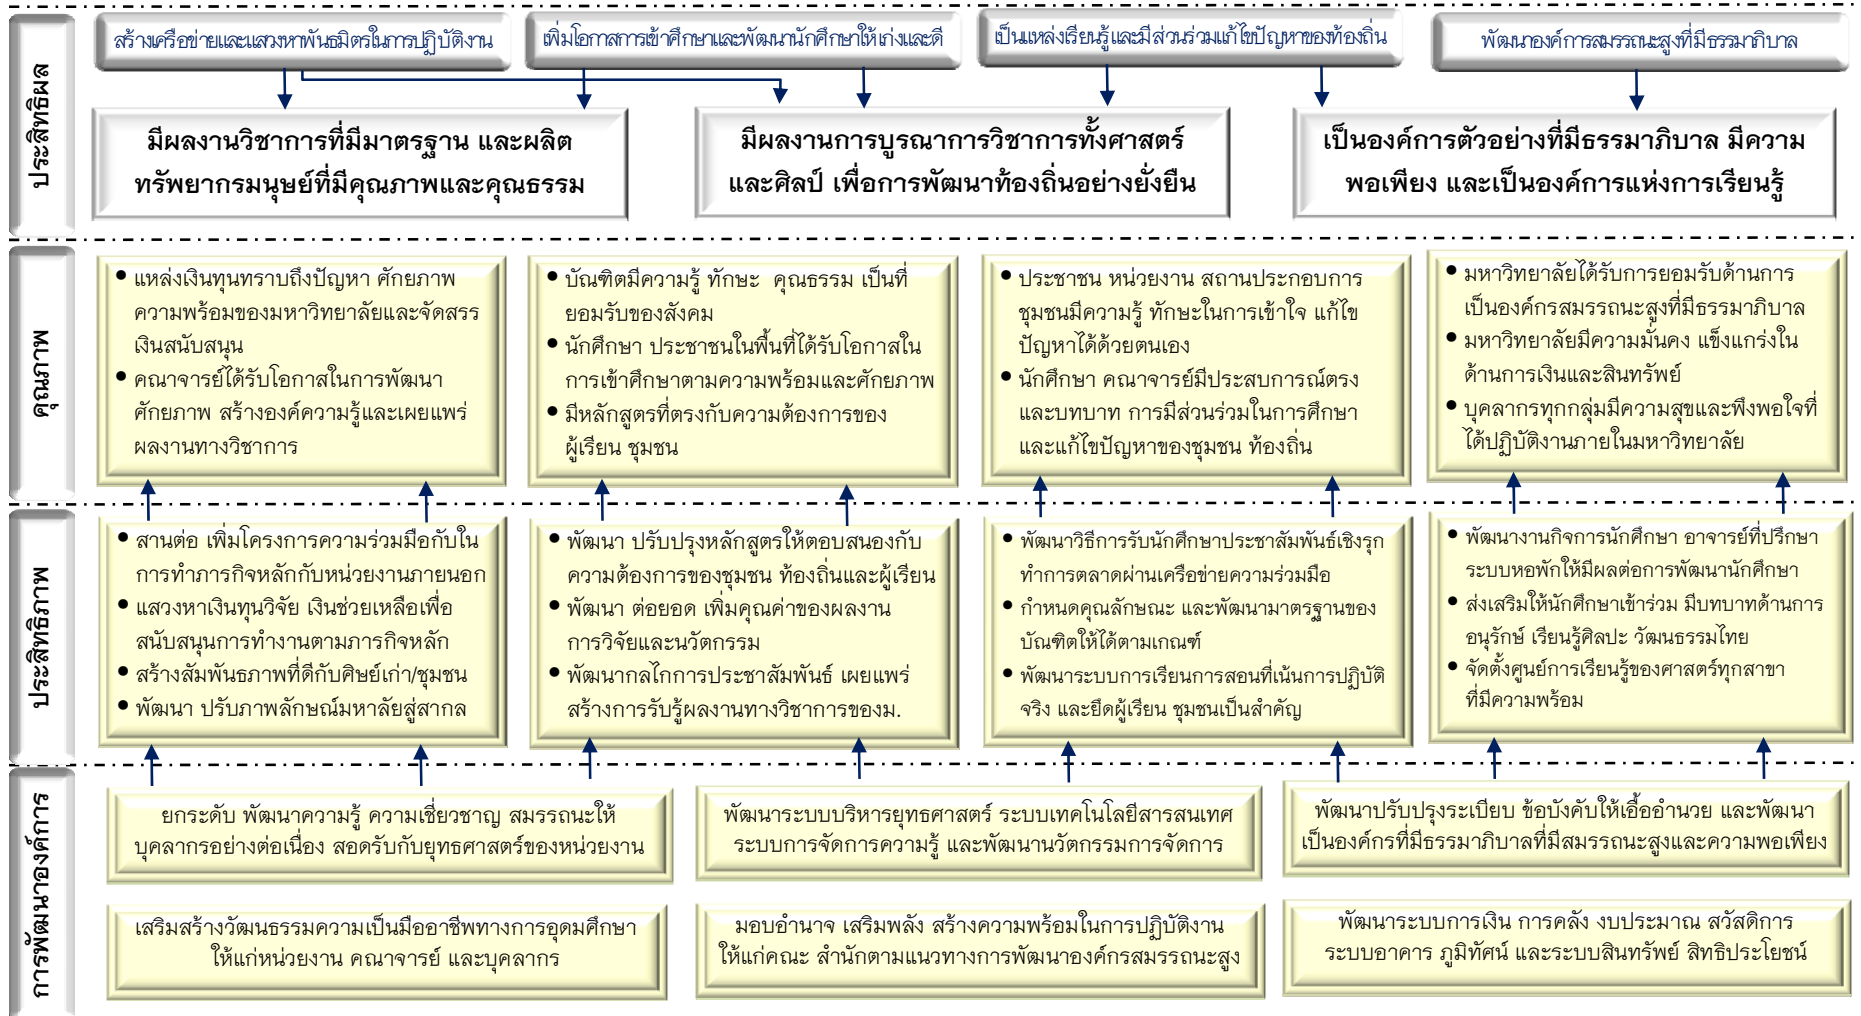 ประสิทธิผล
สร้างเครือข่ายและแสวงหาพันธมิตรในการปฏิบัติงาน
เพิ่มโอกาสการเข้าศึกษาและพัฒนานักศึกษาให้เก่งและดี
เป็นแหล่งเรียนรู้และมีส่วนร่วมแก้ไขปัญหาของท้องถิ่น
พัฒนาองค์การสมรรถนะสูงที่มีธรรมาภิบาล
มีผลงานวิชาการที่มีมาตรฐาน และผลิต
ทรัพยากรมนุษย์ที่มีคุณภาพและคุณธรรม
มีผลงานการบูรณาการวิชาการทั้งศาสตร์
และศิลป์ เพื่อการพัฒนาท้องถิ่นอย่างยั่งยืน
เป็นองค์การตัวอย่างที่มีธรรมาภิบาล มีความ
พอเพียง และเป็นองค์การแห่งการเรียนรู้
คุณภาพ
• แหล่งเงินทุนทราบถึงปัญหา ศักยภาพ
ความพร้อมของมหาวิทยาลัยและจัดสรร
เงินสนับสนุน
• คณาจารย์ได้รับโอกาสในการพัฒนา
ศักยภาพ สร้างองค์ความรู้และเผยแพร่
ผลงานทางวิชาการ
• บัณฑิตมีความรู้ ทักษะ คุณธรรม เป็นที่
ยอมรับของสังคม
• นักศึกษา ประชาชนในพื้นที่ได้รับโอกาสใน
การเข้าศึกษาตามความพร้อมและศักยภาพ
• มีหลักสูตรที่ตรงกับความต้องการของ
ผู้เรียน ชุมชน
• ประชาชน หน่วยงาน สถานประกอบการ
ชุมชนมีความรู้ ทักษะในการเข้าใจ แก้ไข
ปัญหาได้ด้วยตนเอง
• นักศึกษา คณาจารย์มีประสบการณ์ตรง
และบทบาท การมีส่วนร่วมในการศึกษา
และแก้ไขปัญหาของชุมชน ท้องถิ่น
• มหาวิทยาลัยได้รับการยอมรับด้านการ
เป็นองค์กรสมรรถนะสูงที่มีธรรมาภิบาล
• มหาวิทยาลัยมีความมั่นคง แข็งแกร่งใน
ด้านการเงินและสินทรัพย์
• บุคลากรทุกกลุ่มมีความสุขและพึงพอใจที่
ได้ปฏิบัติงานภายในมหาวิทยาลัย
ประสิทธิภาพ
• สานต่อ เพิ่มโครงการความร่วมมือกับใน
การทำภารกิจหลักกับหน่วยงานภายนอก
• แสวงหาเงินทุนวิจัย เงินช่วยเหลือเพื่อ
สนับสนุนการทำงานตามภารกิจหลัก
• สร้างสัมพันธภาพที่ดีกับศิษย์เก่า/ชุมชน
• พัฒนา ปรับภาพลักษณ์มหาลัยสู่สากล
• พัฒนา ปรับปรุงหลักสูตรให้ตอบสนองกับ
ความต้องการของชุมชน ท้องถิ่นและผู้เรียน
• พัฒนา ต่อยอด เพิ่มคุณค่าของผลงาน
การวิจัยและนวัตกรรม
• พัฒนากลไกการประชาสัมพันธ์ เผยแพร่
สร้างการรับรู้ผลงานทางวิชาการของม.
• พัฒนาวิธีการรับนักศึกษาประชาสัมพันธ์เชิงรุก
ทำการตลาดผ่านเครือข่ายความร่วมมือ
• กำหนดคุณลักษณะ และพัฒนามาตรฐานของ
บัณฑิตให้ได้ตามเกณฑ์
• พัฒนาระบบการเรียนการสอนที่เน้นการปฏิบัติ
จริง และยึดผู้เรียน ชุมชนเป็นสำคัญ
• พัฒนางานกิจการนักศึกษา อาจารย์ที่ปรึกษา
ระบบหอพักให้มีผลต่อการพัฒนานักศึกษา
• ส่งเสริมให้นักศึกษาเข้าร่วม มีบทบาทด้านการ
อนุรักษ์ เรียนรู้ศิลปะ วัฒนธรรมไทย
• จัดตั้งศูนย์การเรียนรู้ของศาสตร์ทุกสาขา
ที่มีความพร้อม
การพัฒนาองค์การ
ยกระดับ พัฒนาความรู้ ความเชี่ยวชาญ สมรรถนะให้
บุคลากรอย่างต่อเนื่อง สอดรับกับยุทธศาสตร์ของหน่วยงาน
พัฒนาระบบบริหารยุทธศาสตร์ ระบบเทคโนโลยีสารสนเทศ
ระบบการจัดการความรู้ และพัฒนานวัตกรรมการจัดการ
พัฒนาปรับปรุงระเบียบ ข้อบังคับให้เอื้ออำนวย และพัฒนา
เป็นองค์กรที่มีธรรมาภิบาลที่มีสมรรถนะสูงและความพอเพียง
เสริมสร้างวัฒนธรรมความเป็นมืออาชีพทางการอุดมศึกษา
ให้แก่หน่วยงาน คณาจารย์ และบุคลากร
มอบอำนาจ เสริมพลัง สร้างความพร้อมในการปฏิบัติงาน
ให้แก่คณะ สำนักตามแนวทางการพัฒนาองค์กรสมรรถนะสูง
พัฒนาระบบการเงิน การคลัง งบประมาณ สวัสดิการ
ระบบอาคาร ภูมิทัศน์ และระบบสินทรัพย์ สิทธิประโยชน์